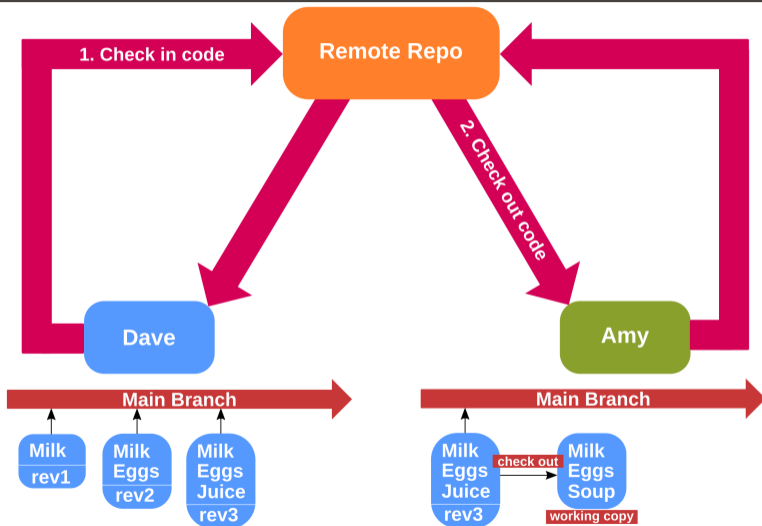 Remote Repo
1. Check in code
2. Check out code
Dave
Amy
Main Branch
Milk
rev1
Milk
Eggs
rev2
Milk
Eggs
Juice
rev3
Main Branch
Milk
Eggs
Juice
rev3
check out
Milk
Eggs
Soup
working copy